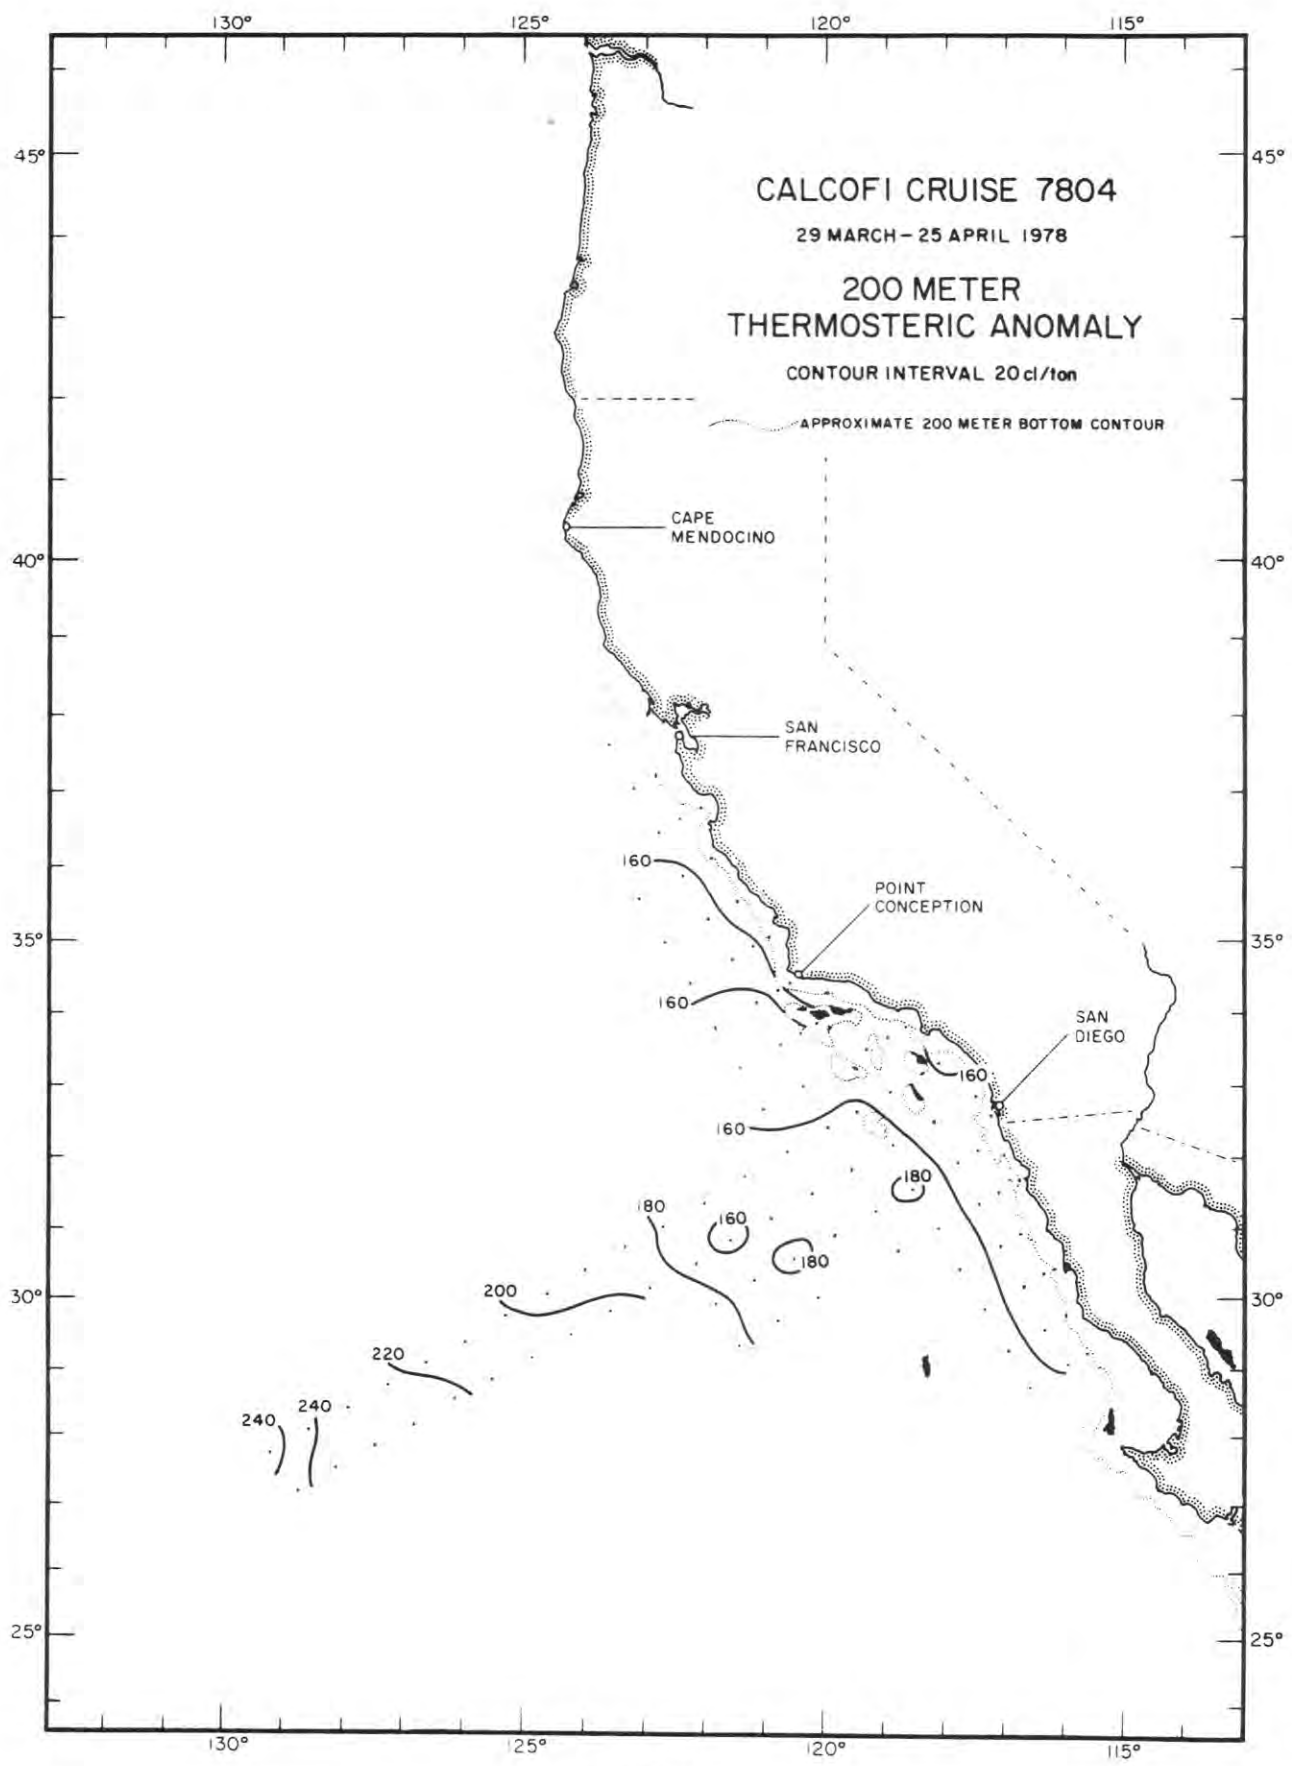 130° 125° 120° 115°
45° 45°
CALCOFI CRUISE 7804
29 MARCH – 25 APRIL 1978
200 METER
THERMOSTERIC ANOMALY
CONTOUR INTERVAL 20 cl/ton
APPROXIMATE 200 METER BOTTOM CONTOUR
CAPE
MENDOCINO
40° 40°
SAN
FRANCISCO
160
POINT
CONCEPTION
35° 35°
160
SAN
DIEGO
160
160
180
180
160
180
200
30° 30°
220
240
240
25° 25°
130° 125° 120° 115°